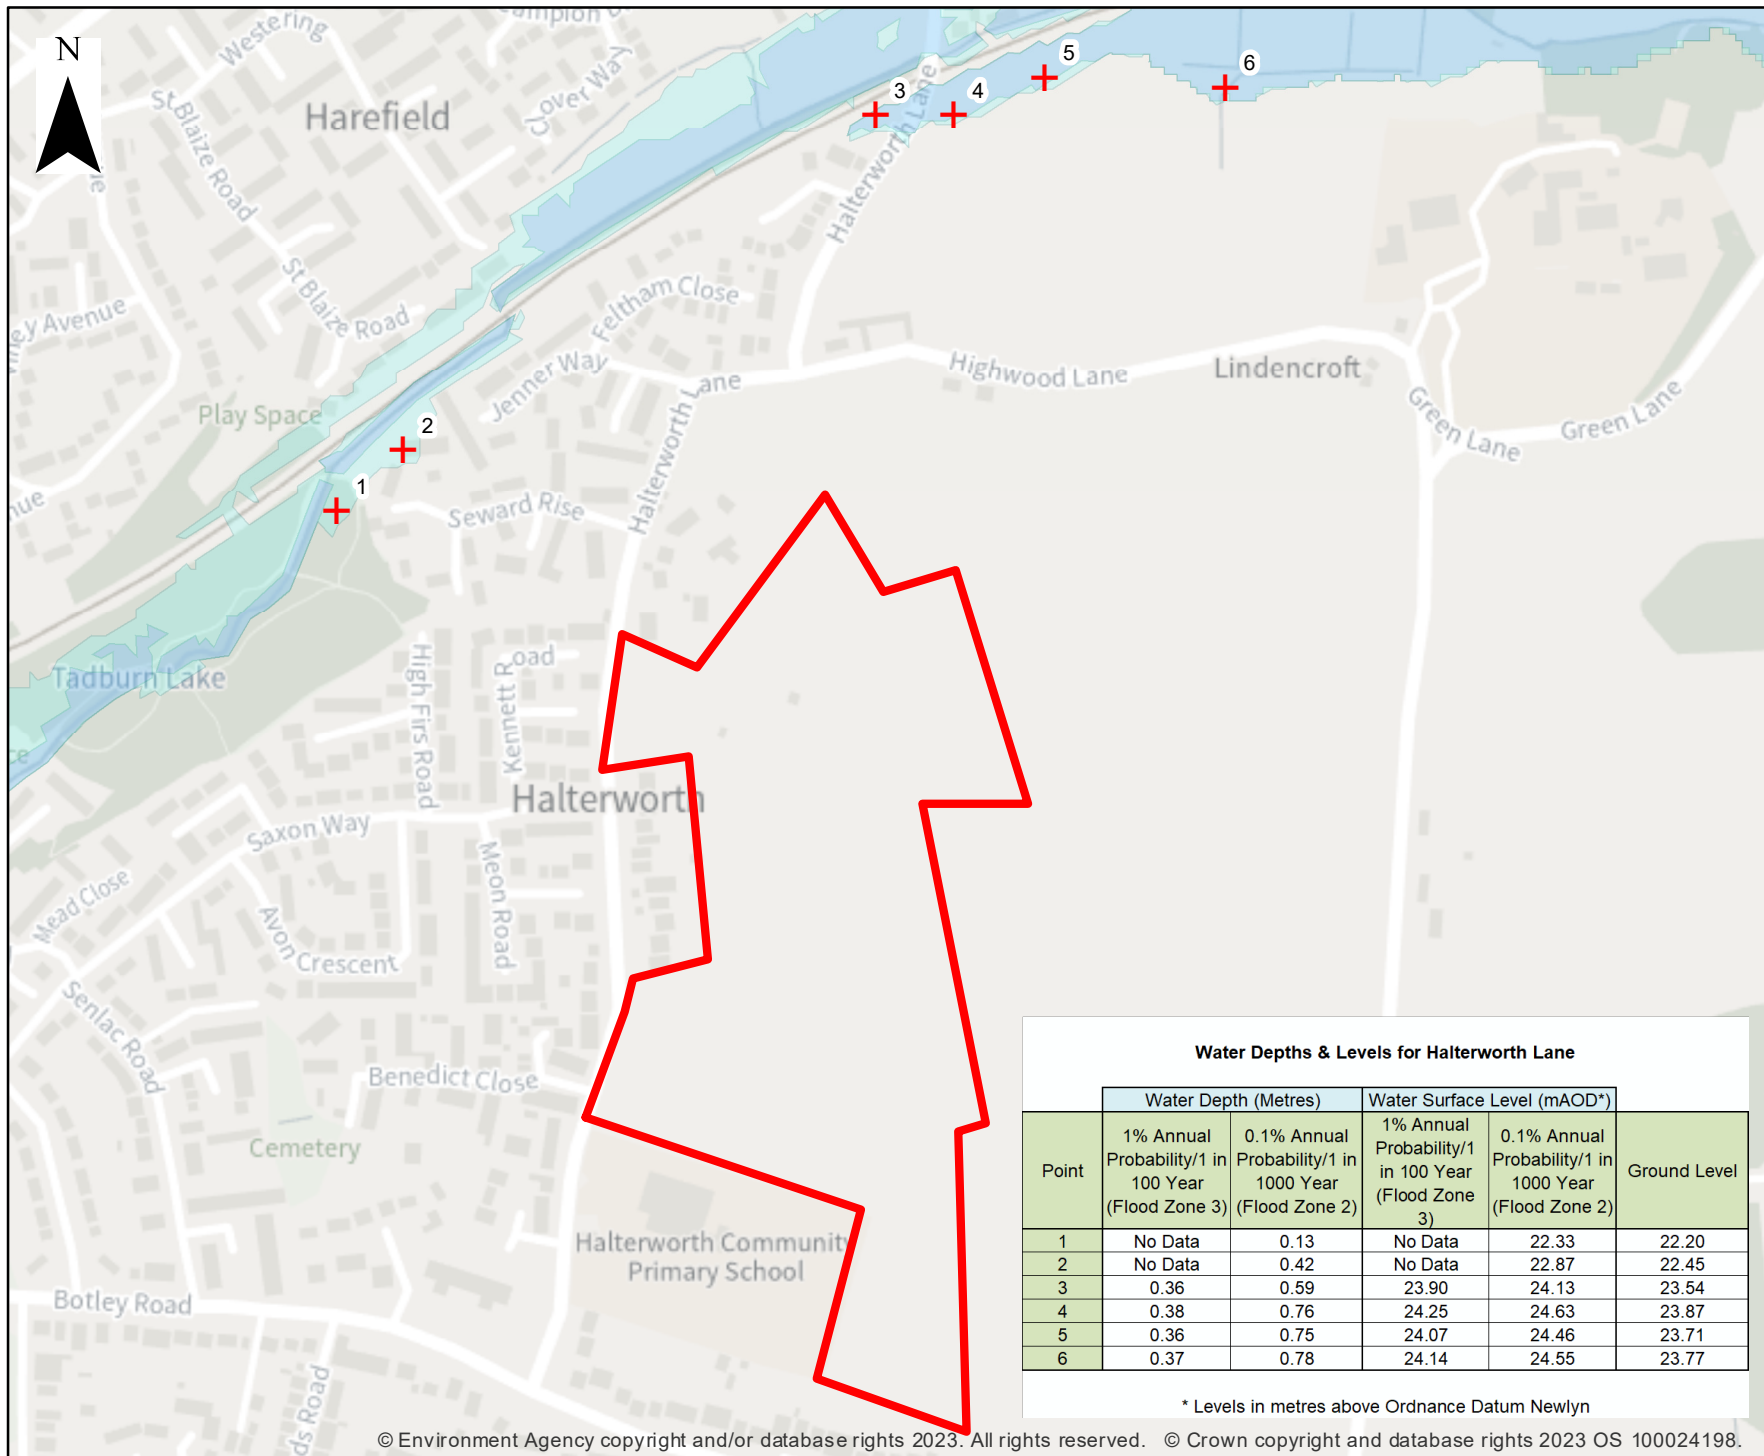 Campion
Westering
N
Clover Way
5
6
3
4
Harefield
St Blaize Road
Halterworth Lane
St Blaize Road
Feltham Close
Avenue
Jenner Way
Highwood Lane
Lindencroft
Halterworth Lane
Green Lane
Green Lane
Play Space
2
1
Seward Rise
Tadburn Lake
High Firs Road
Kennett Road
Halterworth
Saxon Way
Meon Road
Mead Close
Avon Crescent
Senlac Road
Benedict Close
Cemetery
Halterworth Community
Primary School
Botley Road
ds Road
Water Depths & Levels for Halterworth Lane
Water Depth (Metres) Water Surface Level (mAOD*)
Point 1% Annual Probability/1 in 100 Year (Flood Zone 3) 0.1% Annual Probability/1 in 1000 Year (Flood Zone 2) 1% Annual Probability/1 in 100 Year (Flood Zone 3) 0.1% Annual Probability/1 in 1000 Year (Flood Zone 2) Ground Level
1 No Data 0.13 No Data 22.33 22.20
2 No Data 0.42 No Data 22.87 22.45
3 0.36 0.59 23.90 24.13 23.54
4 0.38 0.76 24.25 24.63 23.87
5 0.36 0.75 24.07 24.46 23.71
6 0.37 0.78 24.14 24.55 23.77
* Levels in metres above Ordnance Datum Newlyn
© Environment Agency copyright and/or database rights 2023. All rights reserved. © Crown copyright and database rights 2023 OS 100024198.